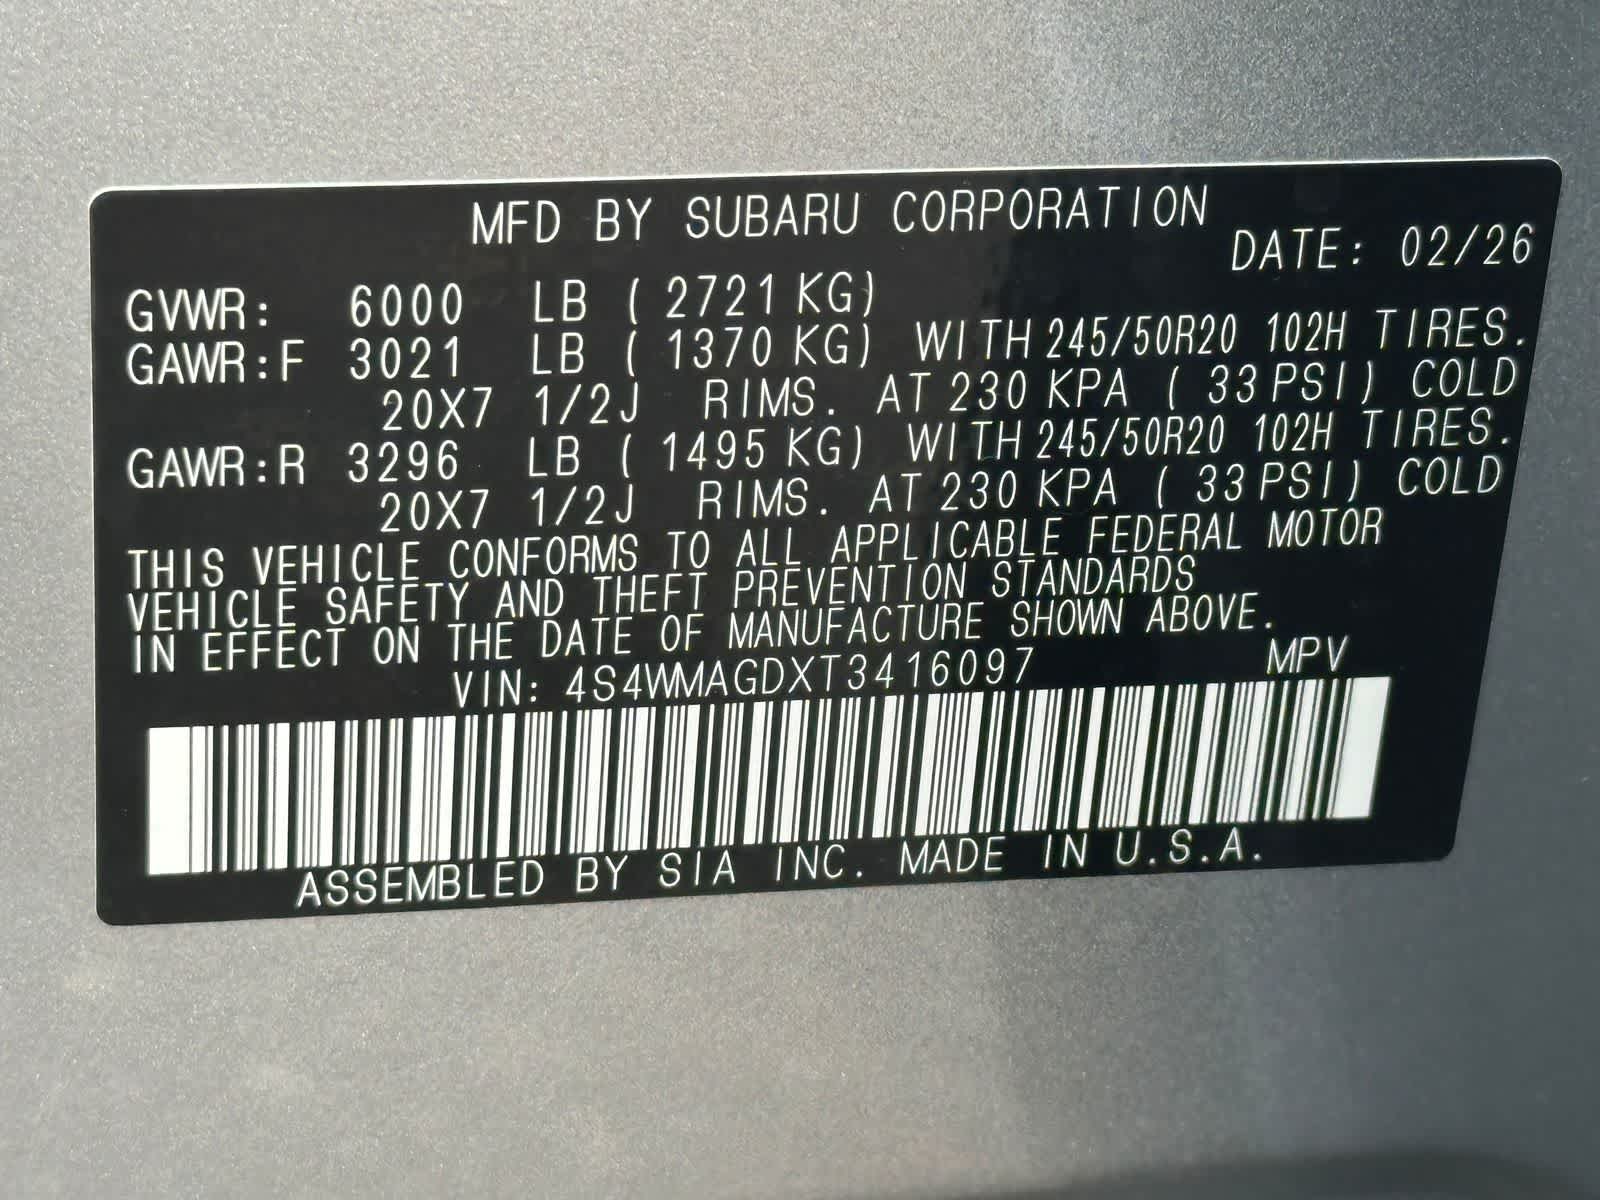 MFD BY SUBARU CORPORATION
DATE: 02/26
GVWR: 6000 LB ( 2721 KG)
GAWR:F 3021 LB ( 1370 KG) WITH 245/50R20 102H TIRES.
20X7 1/2J RIMS. AT 230 KPA ( 33 PSI) COLD
GAWR:R 3296 LB ( 1495 KG) WITH 245/50R20 102H TIRES.
20X7 1/2J RIMS. AT 230 KPA ( 33 PSI) COLD
THIS VEHICLE CONFORMS TO ALL APPLICABLE FEDERAL MOTOR
VEHICLE SAFETY AND THEFT PREVENTION STANDARDS
IN EFFECT ON THE DATE OF MANUFACTURE SHOWN ABOVE.
VIN: 4S4WMAGDXT3416097 MPV
ASSEMBLED BY SIA INC. MADE IN U.S.A.